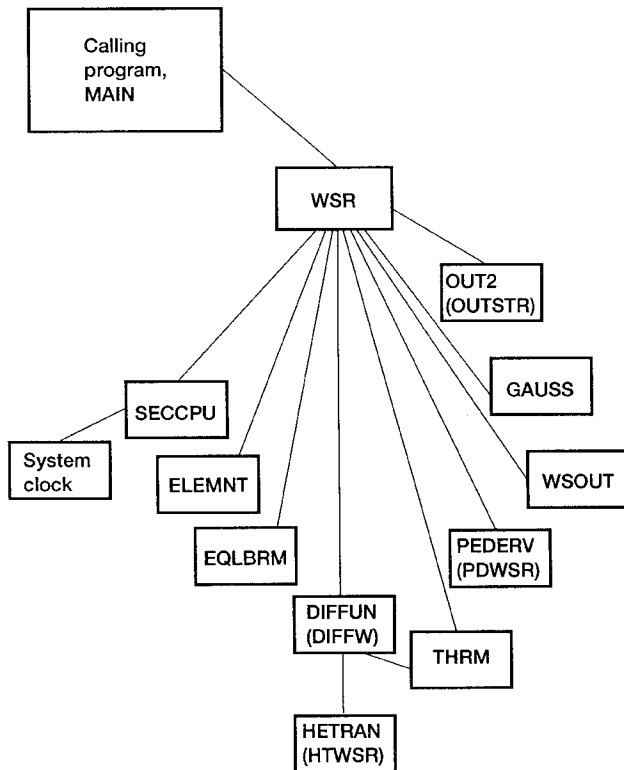 Calling
program,
MAIN
WSR
OUT2
(OUTSTR)
GAUSS
SECCPU
System
clock
WSOUT
ELEMNT
EQLBRM
PEDERV
(PDWSR)
DIFFUN
(DIFFW)
THRM
HETRAN
(HTWSR)